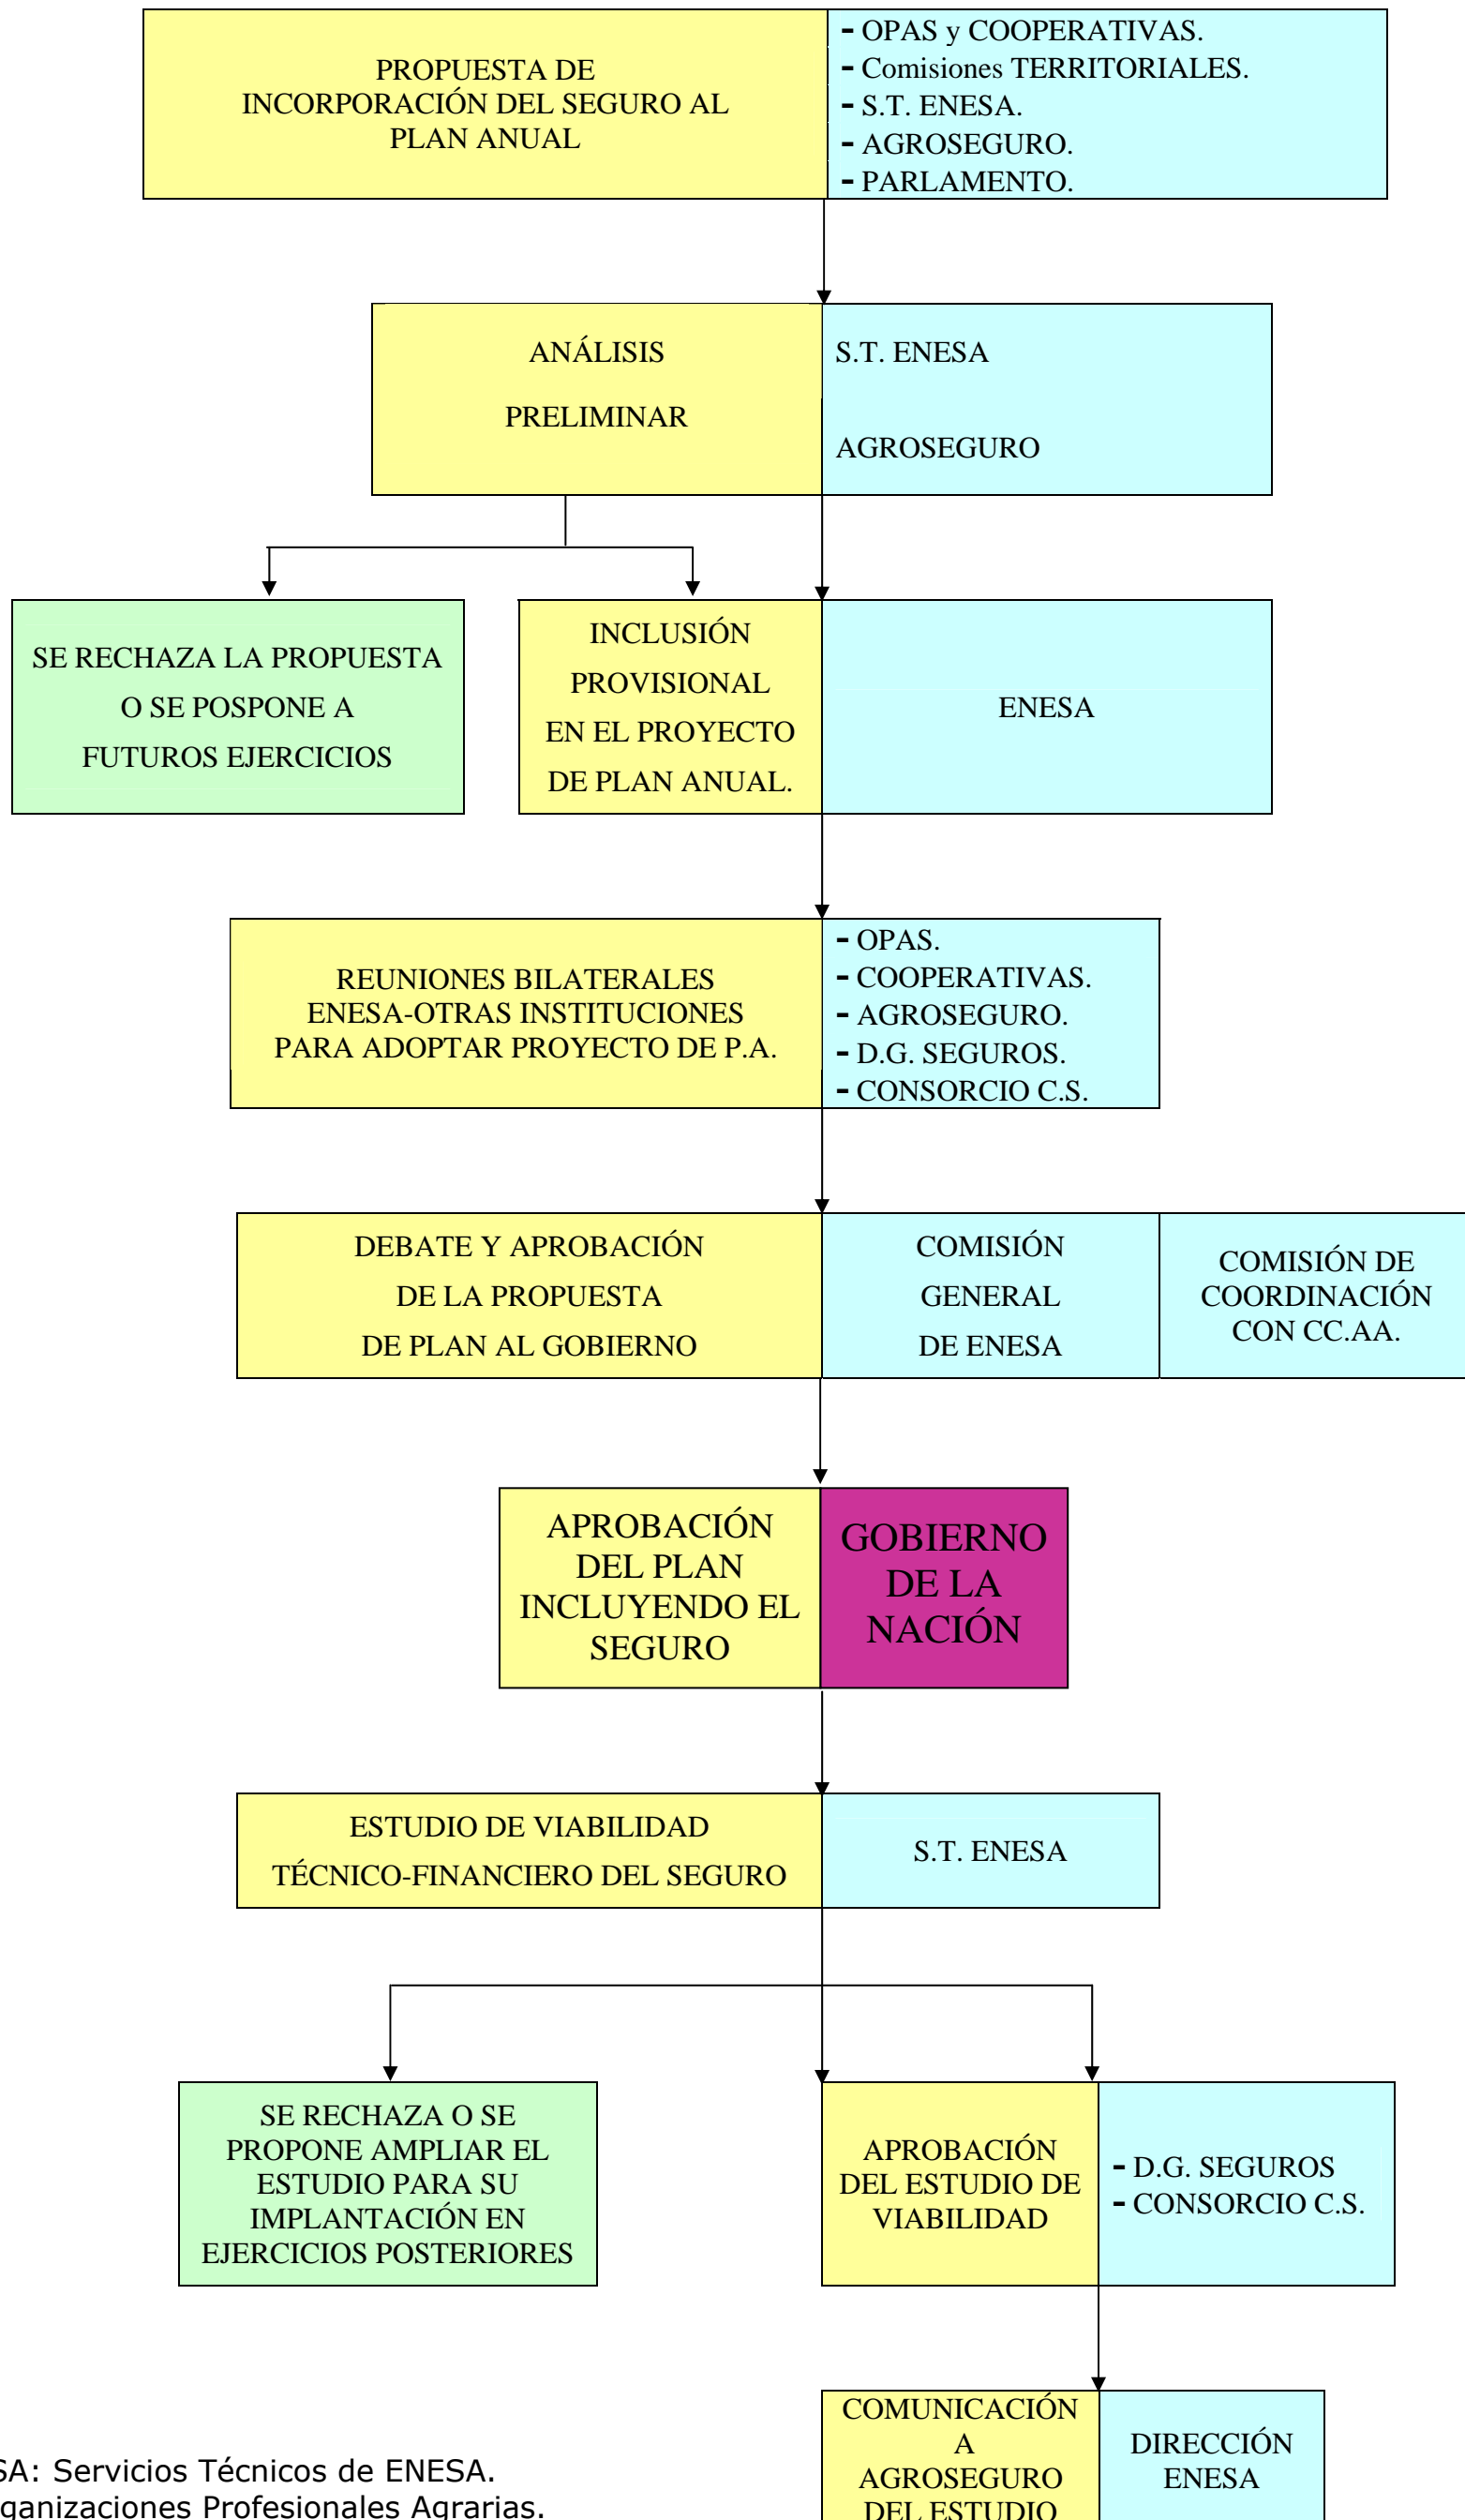 PROPUESTA DE
INCORPORACIÓN DEL SEGURO AL
PLAN ANUAL
- OPAS y COOPERATIVAS.
- Comisiones TERRITORIALES.
- S.T. ENESA.
- AGROSEGURO.
- PARLAMENTO.
ANÁLISIS
PRELIMINAR
S.T. ENESA
AGROSEGURO
SE RECHAZA LA PROPUESTA
O SE POSPONE A
FUTUROS EJERCICIOS
INCLUSIÓN
PROVISIONAL
EN EL PROYECTO
DE PLAN ANUAL.
ENESA
REUNIONES BILATERALES
ENESA-OTRAS INSTITUCIONES
PARA ADOPTAR PROYECTO DE P.A.
- OPAS.
- COOPERATIVAS.
- AGROSEGURO.
- D.G. SEGUROS.
- CONSORCIO C.S.
DEBATE Y APROBACIÓN
DE LA PROPUESTA
DE PLAN AL GOBIERNO
COMISIÓN
GENERAL
DE ENESA
COMISIÓN DE
COORDINACIÓN
CON CC.AA.
APROBACIÓN
DEL PLAN
INCLUYENDO EL
SEGURO
GOBIERNO
DE LA
NACIÓN
ESTUDIO DE VIABILIDAD
TÉCNICO-FINANCIERO DEL SEGURO
S.T. ENESA
SE RECHAZA O SE
PROPONE AMPLIAR EL
ESTUDIO PARA SU
IMPLANTACIÓN EN
EJERCICIOS POSTERIORES
APROBACIÓN
DEL ESTUDIO DE
VIABILIDAD
- D.G. SEGUROS
- CONSORCIO C.S.
COMUNICACIÓN
A
AGROSEGURO
DEL ESTUDIO
DIRECCIÓN
ENESA
SA: Servicios Técnicos de ENESA.
ganizaciones Profesionales Agrarias.